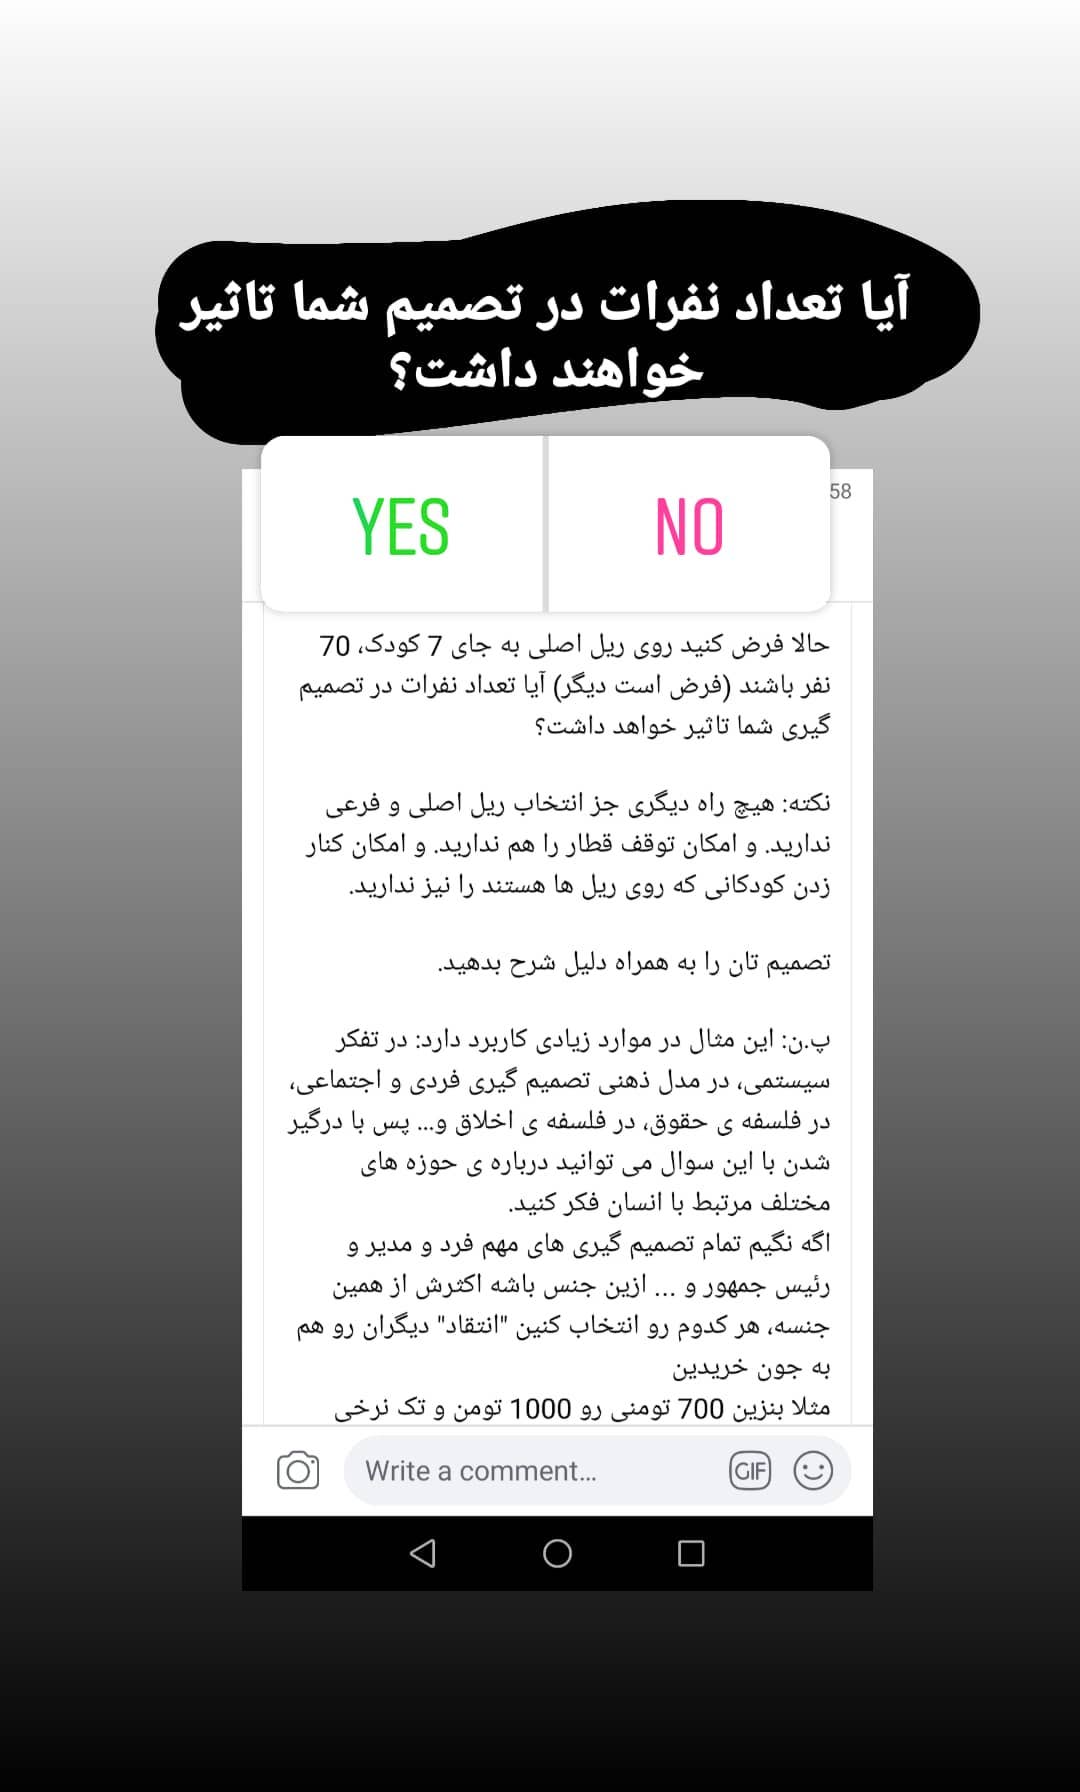 آیا تعداد نفرات در تصمیم شما تاثیر
خواهند داشت؟
YES
NO
58
حالا فرض کنید روی ریل اصلی به جای 7 کودک، 70
نفر باشند (فرض است دیگر) آیا تعداد نفرات در تصمیم
گیری شما تاثیر خواهد داشت؟
نکته: هیچ راه دیگری جز انتخاب ریل اصلی و فرعی
ندارید. و امکان توقف قطار را هم ندارید. و امکان کنار
زدن کودکانی که روی ریل ها هستند را نیز ندارید.
تصمیم تان را به همراه دلیل شرح بدهید.
پ.ن: این مثال در موارد زیادی کاربرد دارد: در تفکر
سیستمی، در مدل ذهنی تصمیم گیری فردی و اجتماعی،
در فلسفه ی حقوق، در فلسفه ی اخلاق و... پس با درگیر
شدن با این سوال می توانید درباره ی حوزه های
مختلف مرتبط با انسان فکر کنید.
اگه نگیم تمام تصمیم گیری های مهم فرد و مدیر و
رئیس جمهور و ... ازین جنس باشه اکثرش از همین
جنسه، هر کدوم رو انتخاب کنین "انتقاد" دیگران رو هم
به جون خریدین
مثلا بنزین 700 تومنی رو 1000 تومن و تک نرخی
Write a comment...
GIF